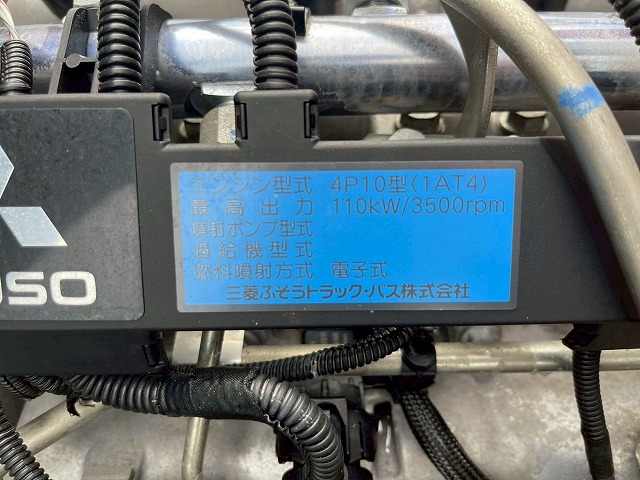 エンジン型式 4P10型(1AT4)
最高出力 110kW/3500rpm
噴射ポンプ型式
過給機型式
燃料噴射方式 電子式
三菱ふそうトラック・バス株式会社
USO